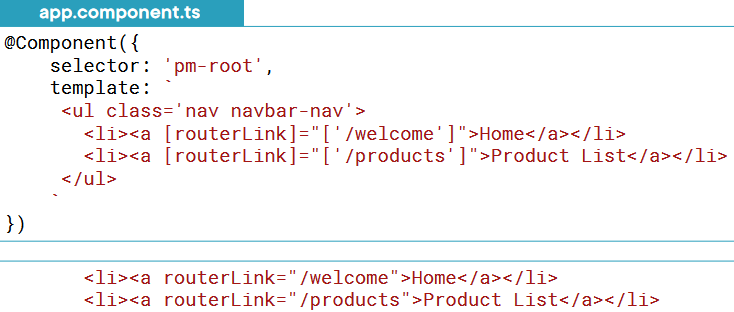 app.component.ts
@Component({
    selector: 'pm-root',
    template: `
     <ul class='nav navbar-nav'>
       <li><a [routerLink]="['/welcome']">Home</a></li>
       <li><a [routerLink]="['/products']">Product List</a></li>
     </ul>
    `
})
       <li><a routerLink="/welcome">Home</a></li>
       <li><a routerLink="/products">Product List</a></li>